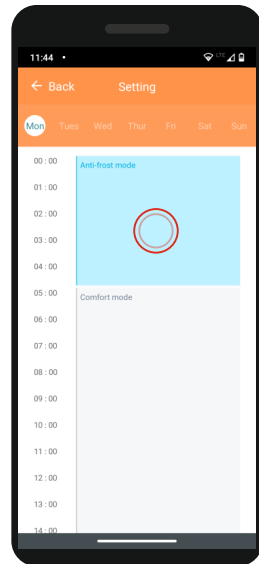 11:44
LTE
Back
Setting
Mon Tues Wed Thur Fri Sat Sun
00 : 00
Anti-frost mode
01 : 00
02 : 00
03 : 00
04 : 00
05 : 00
Comfort mode
06 : 00
07 : 00
08 : 00
09 : 00
10 : 00
11 : 00
12 : 00
13 : 00
14 : 00